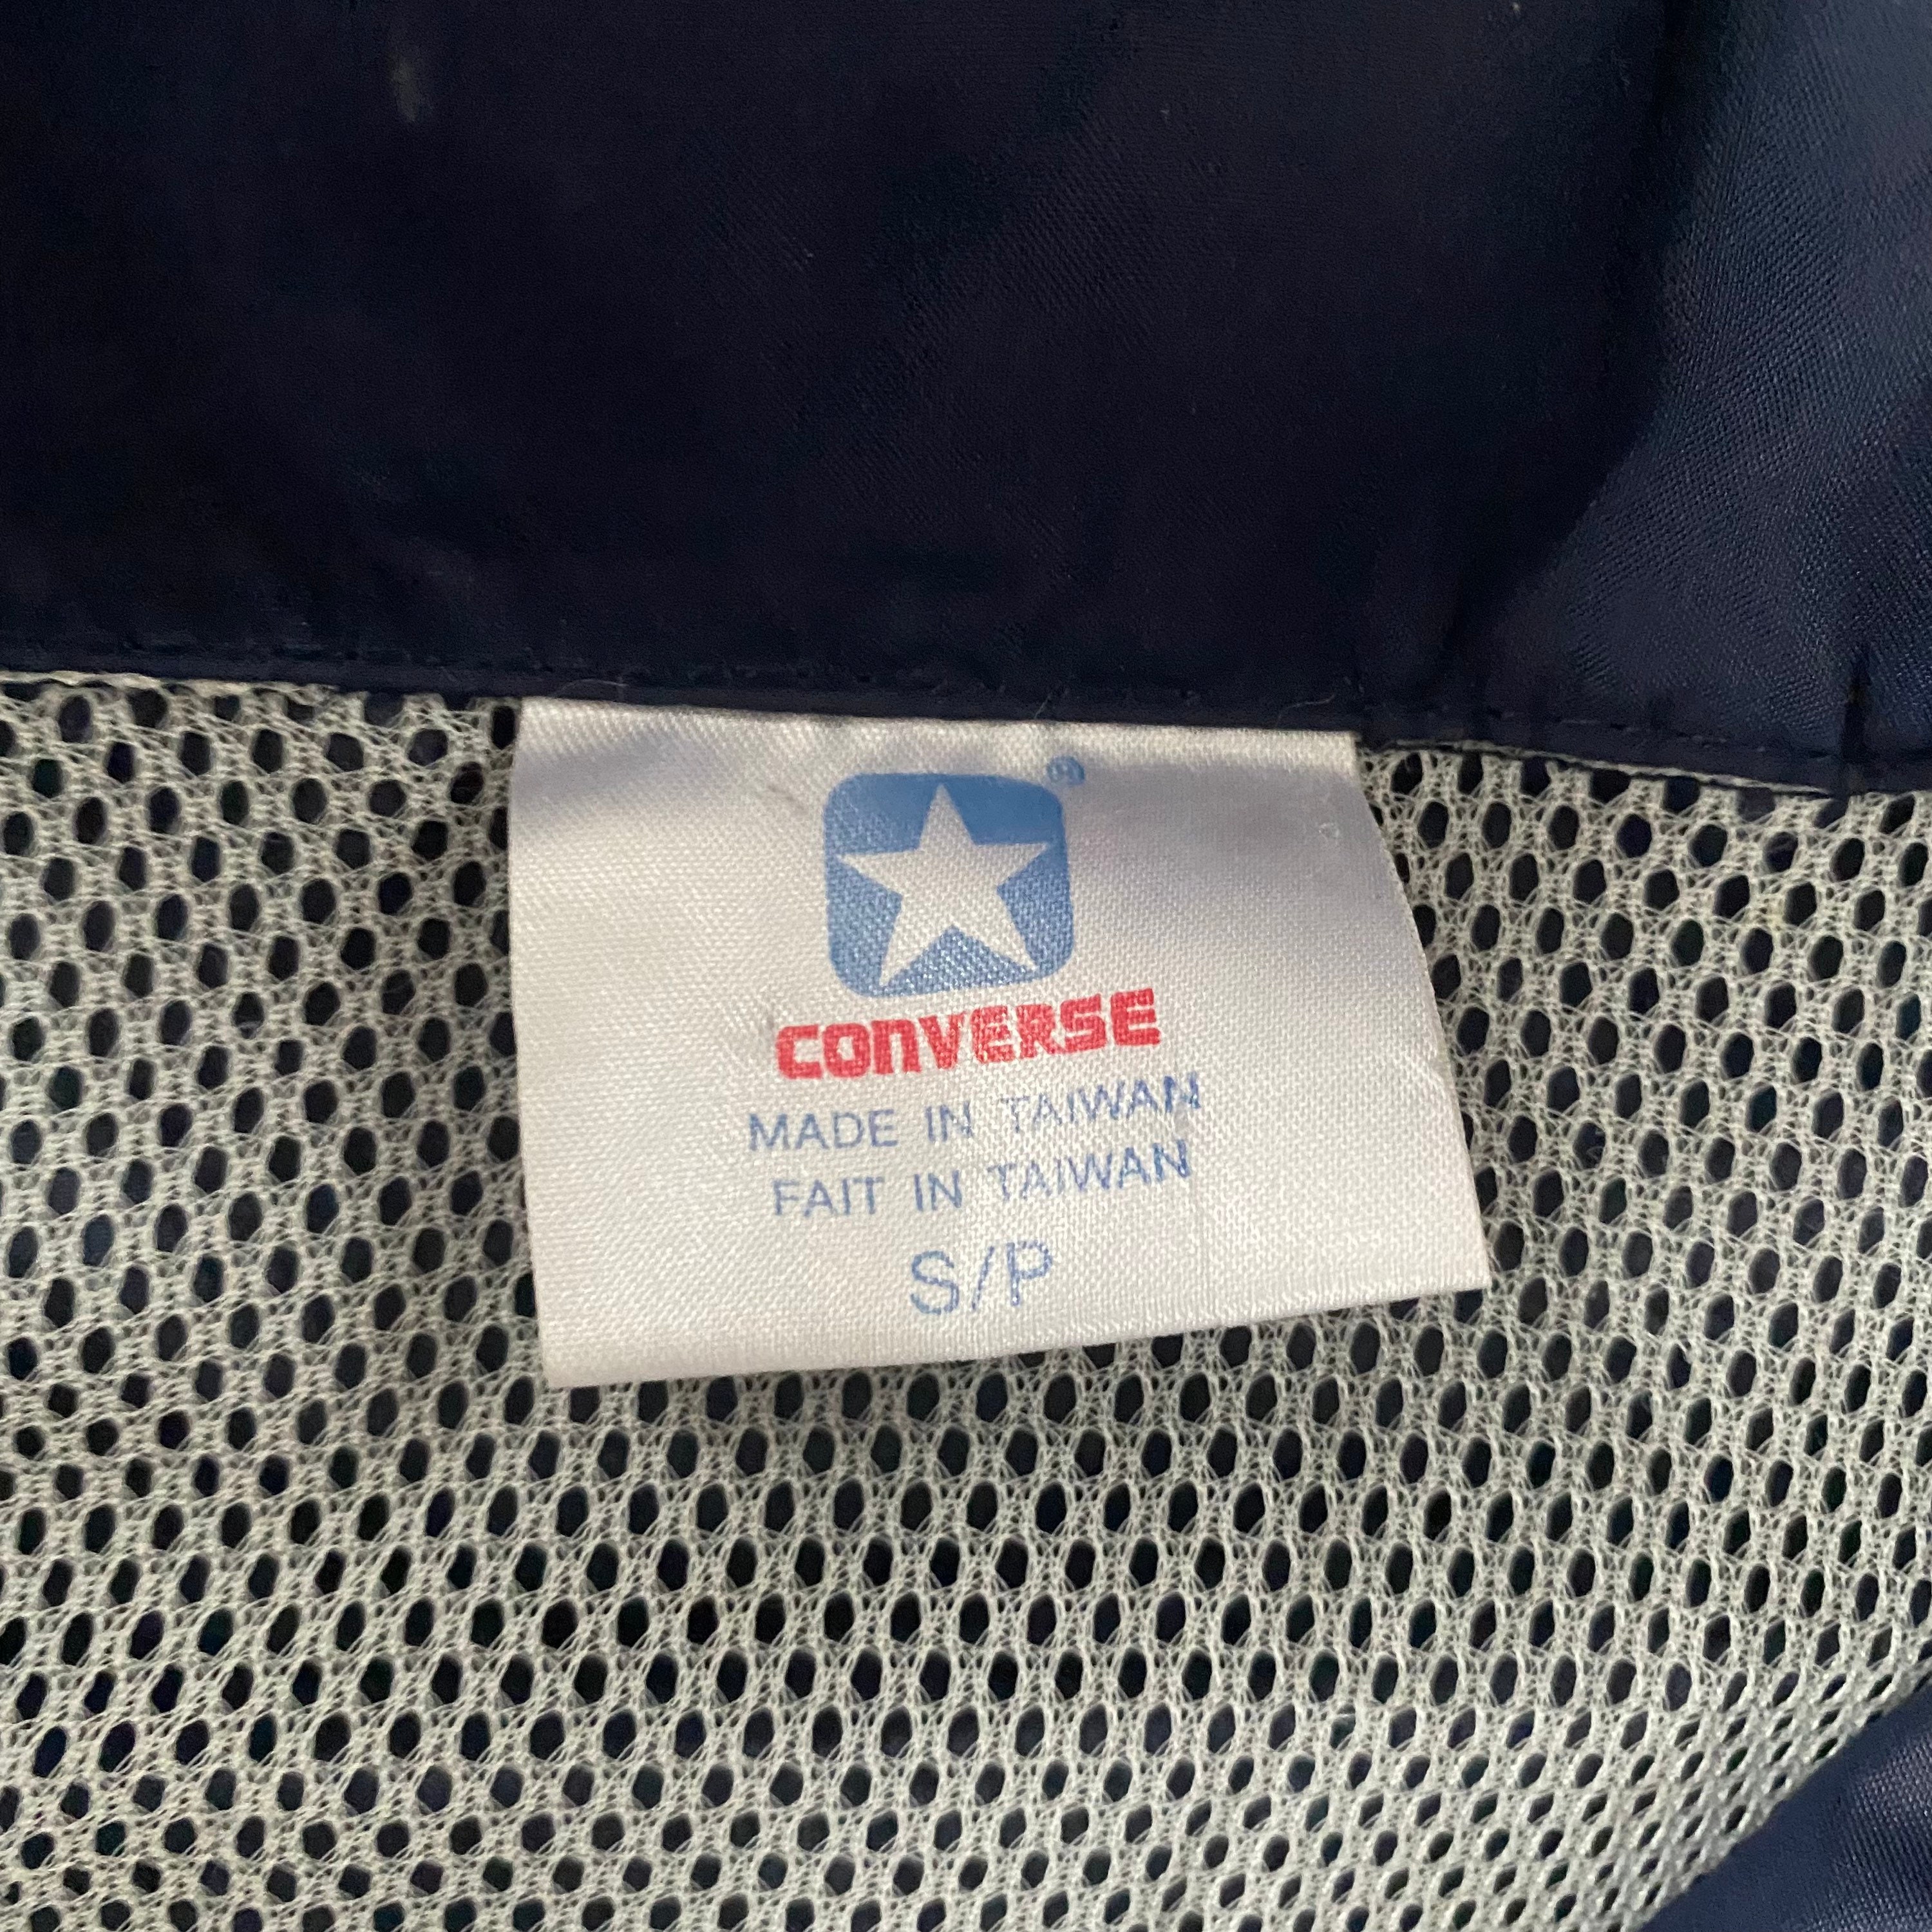 ®
CONVERSE
MADE IN TAIWAN
FAIT IN TAIWAN
S/P